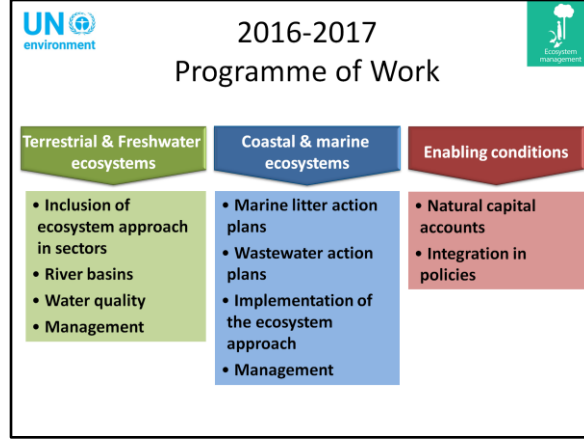 UN
environment
2016-2017
Programme of Work
Ecosystem
management
Terrestrial & Freshwater
ecosystems
• Inclusion of
ecosystem approach
in sectors
• River basins
• Water quality
• Management
Coastal & marine
ecosystems
• Marine litter action
plans
• Wastewater action
plans
• Implementation of
the ecosystem
approach
• Management
Enabling conditions
• Natural capital
accounts
• Integration in
policies